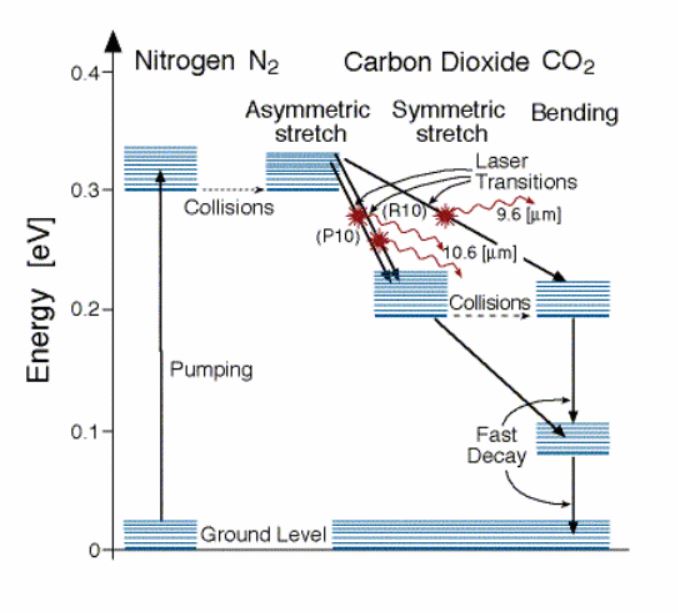 Nitrogen N2
Carbon Dioxide CO2
0.4
Asymmetric
stretch
Symmetric
stretch
Bending
Laser
Transitions
0.3
Collisions
(P10)
(R10)
9.6 [μm]
10.6 [μm]
Energy [eV]
0.2
Collisions
Pumping
0.1
Fast
Decay
Ground Level
0